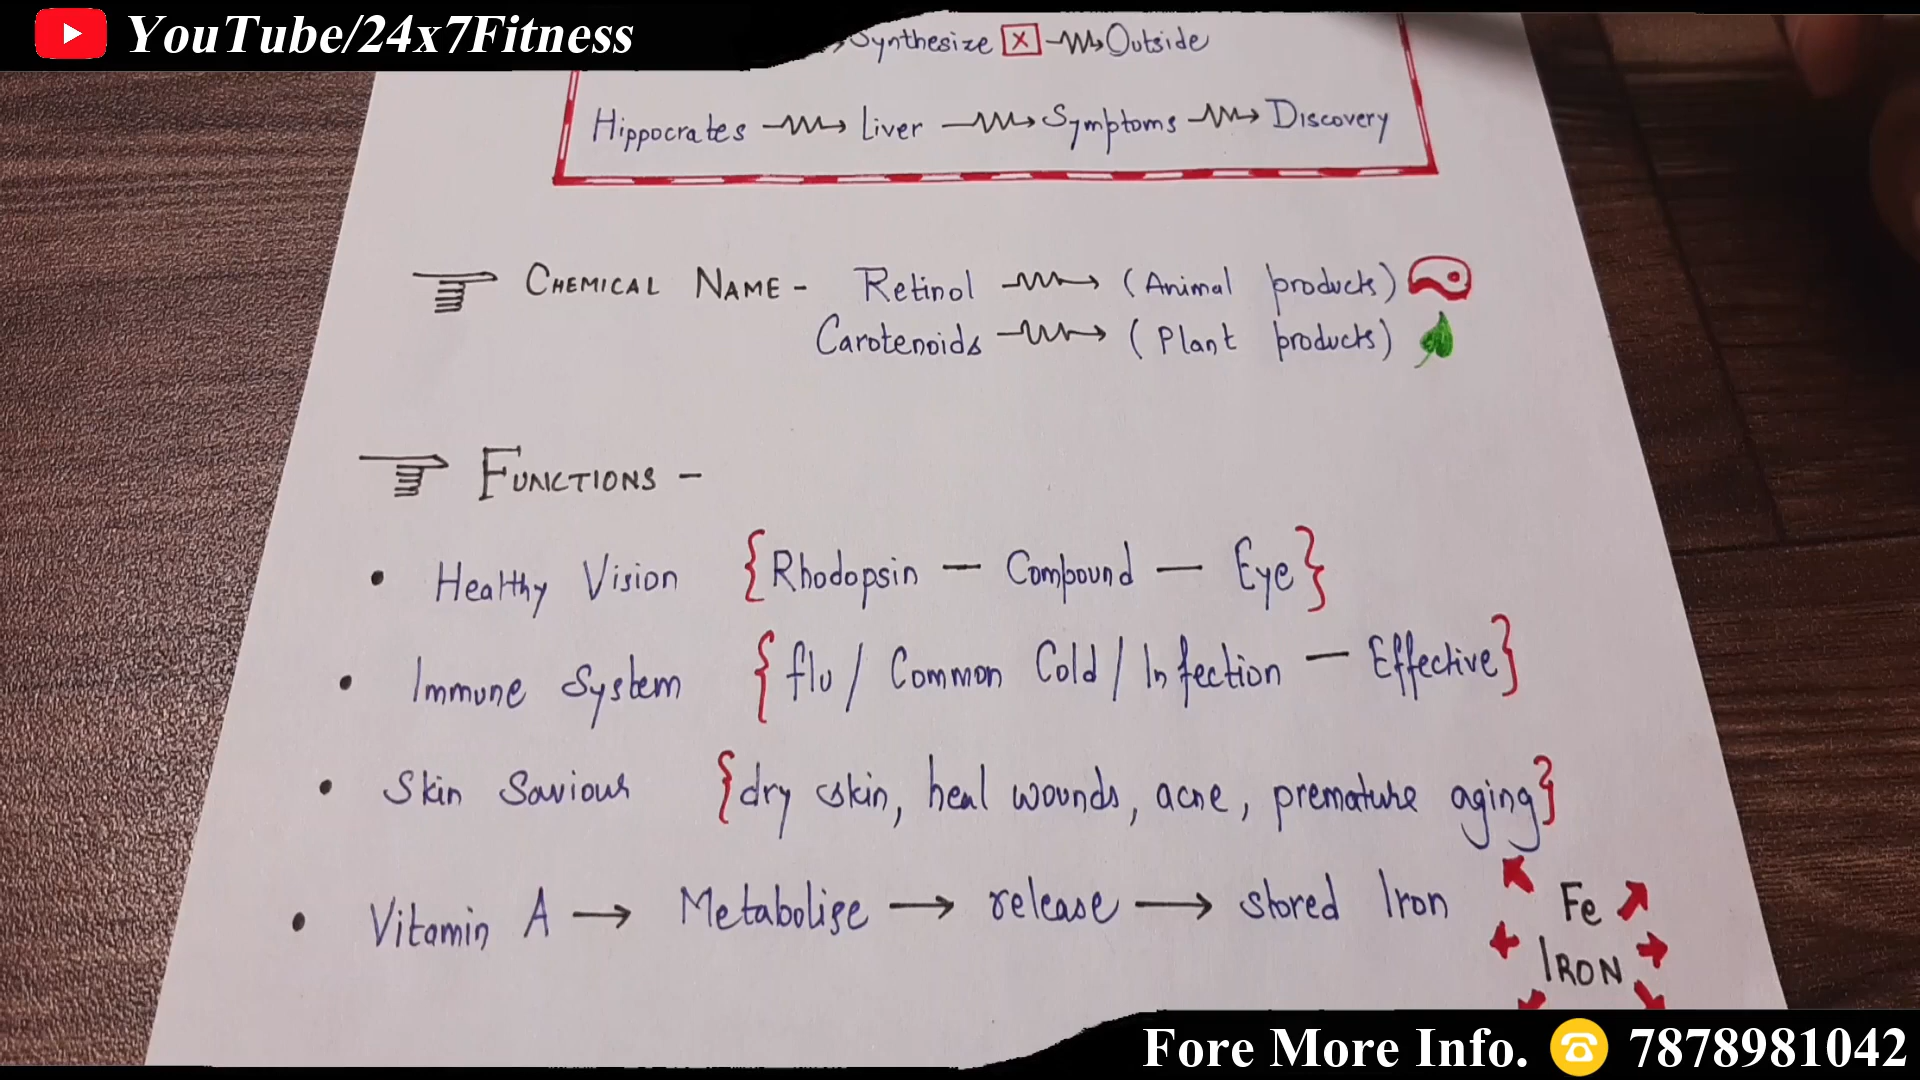 YouTube/24x7Fitness
Synthesize X Outside
Hippocrates Liver Symptoms Discovery
CHEMICAL NAME - Retinol (Animal products)
Carotenoids (Plant products)
FUNCTIONS -
• Healthy Vision {Rhodopsin — Compound — Eye}
• Immune System {flu / Common Cold / Infection — Effective}
• Skin Saviour {dry skin, heal wounds, acne, premature aging}
• Vitamin A → Metabolise → release → stored Iron
Fe
IRON
Fore More Info. 7878981042